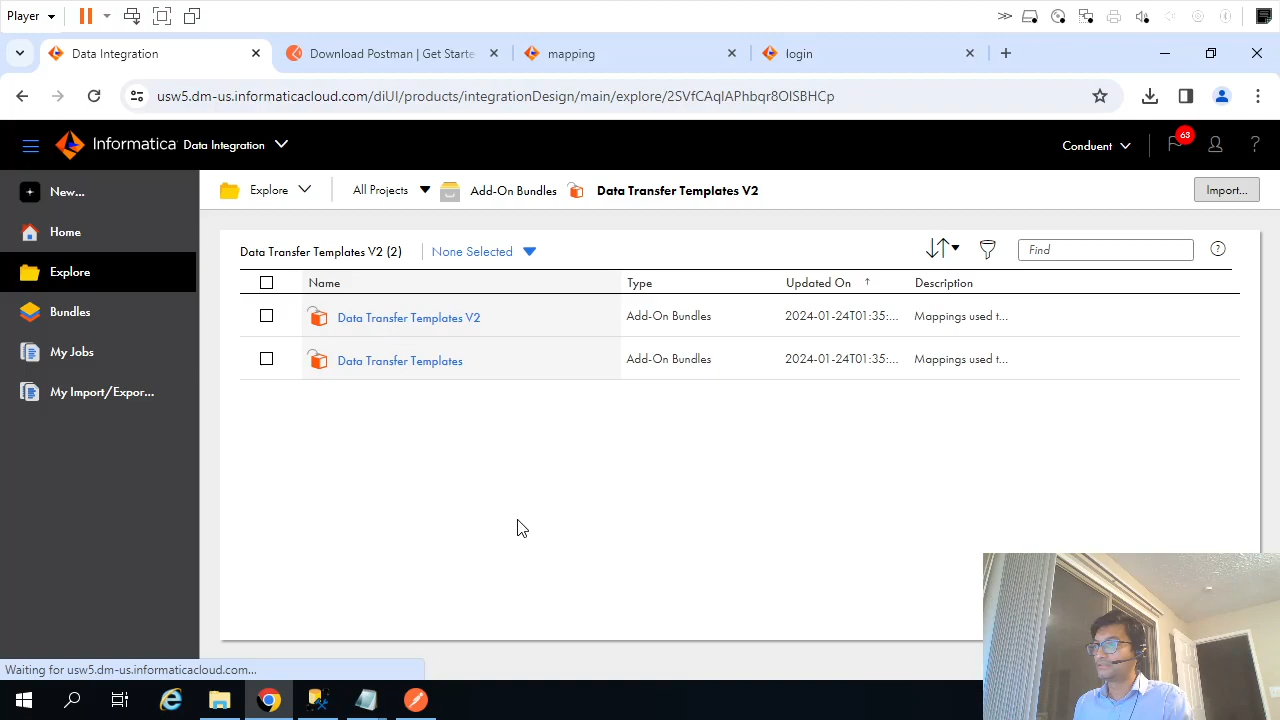 Player
Data Integration
Download Postman | Get Starte
mapping
login
usw5.dm-us.informaticacloud.com/diUI/products/integrationDesign/main/explore/2SVfCAqIAPhbqr8OISBHCp
Informatica Data Integration
Conduent
63
New...
Home
Explore
Bundles
My Jobs
My Import/Expor...
Explore
All Projects
Add-On Bundles
Data Transfer Templates V2
Import...
Data Transfer Templates V2 (2)
None Selected
Find
Name
Type
Updated On
Description
Data Transfer Templates V2
Add-On Bundles
2024-01-24T01:35:...
Mappings used t...
Data Transfer Templates
Add-On Bundles
2024-01-24T01:35:...
Mappings used t...
Waiting for usw5.dm-us.informaticacloud.com...